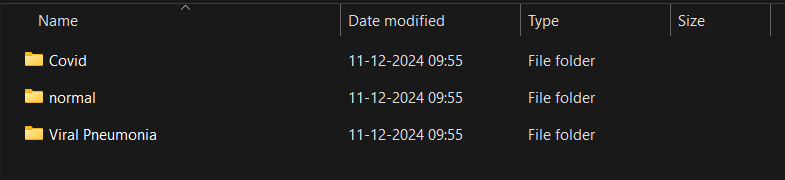 Name Date modified Type Size
Covid 11-12-2024 09:55 File folder
normal 11-12-2024 09:55 File folder
Viral Pneumonia 11-12-2024 09:55 File folder